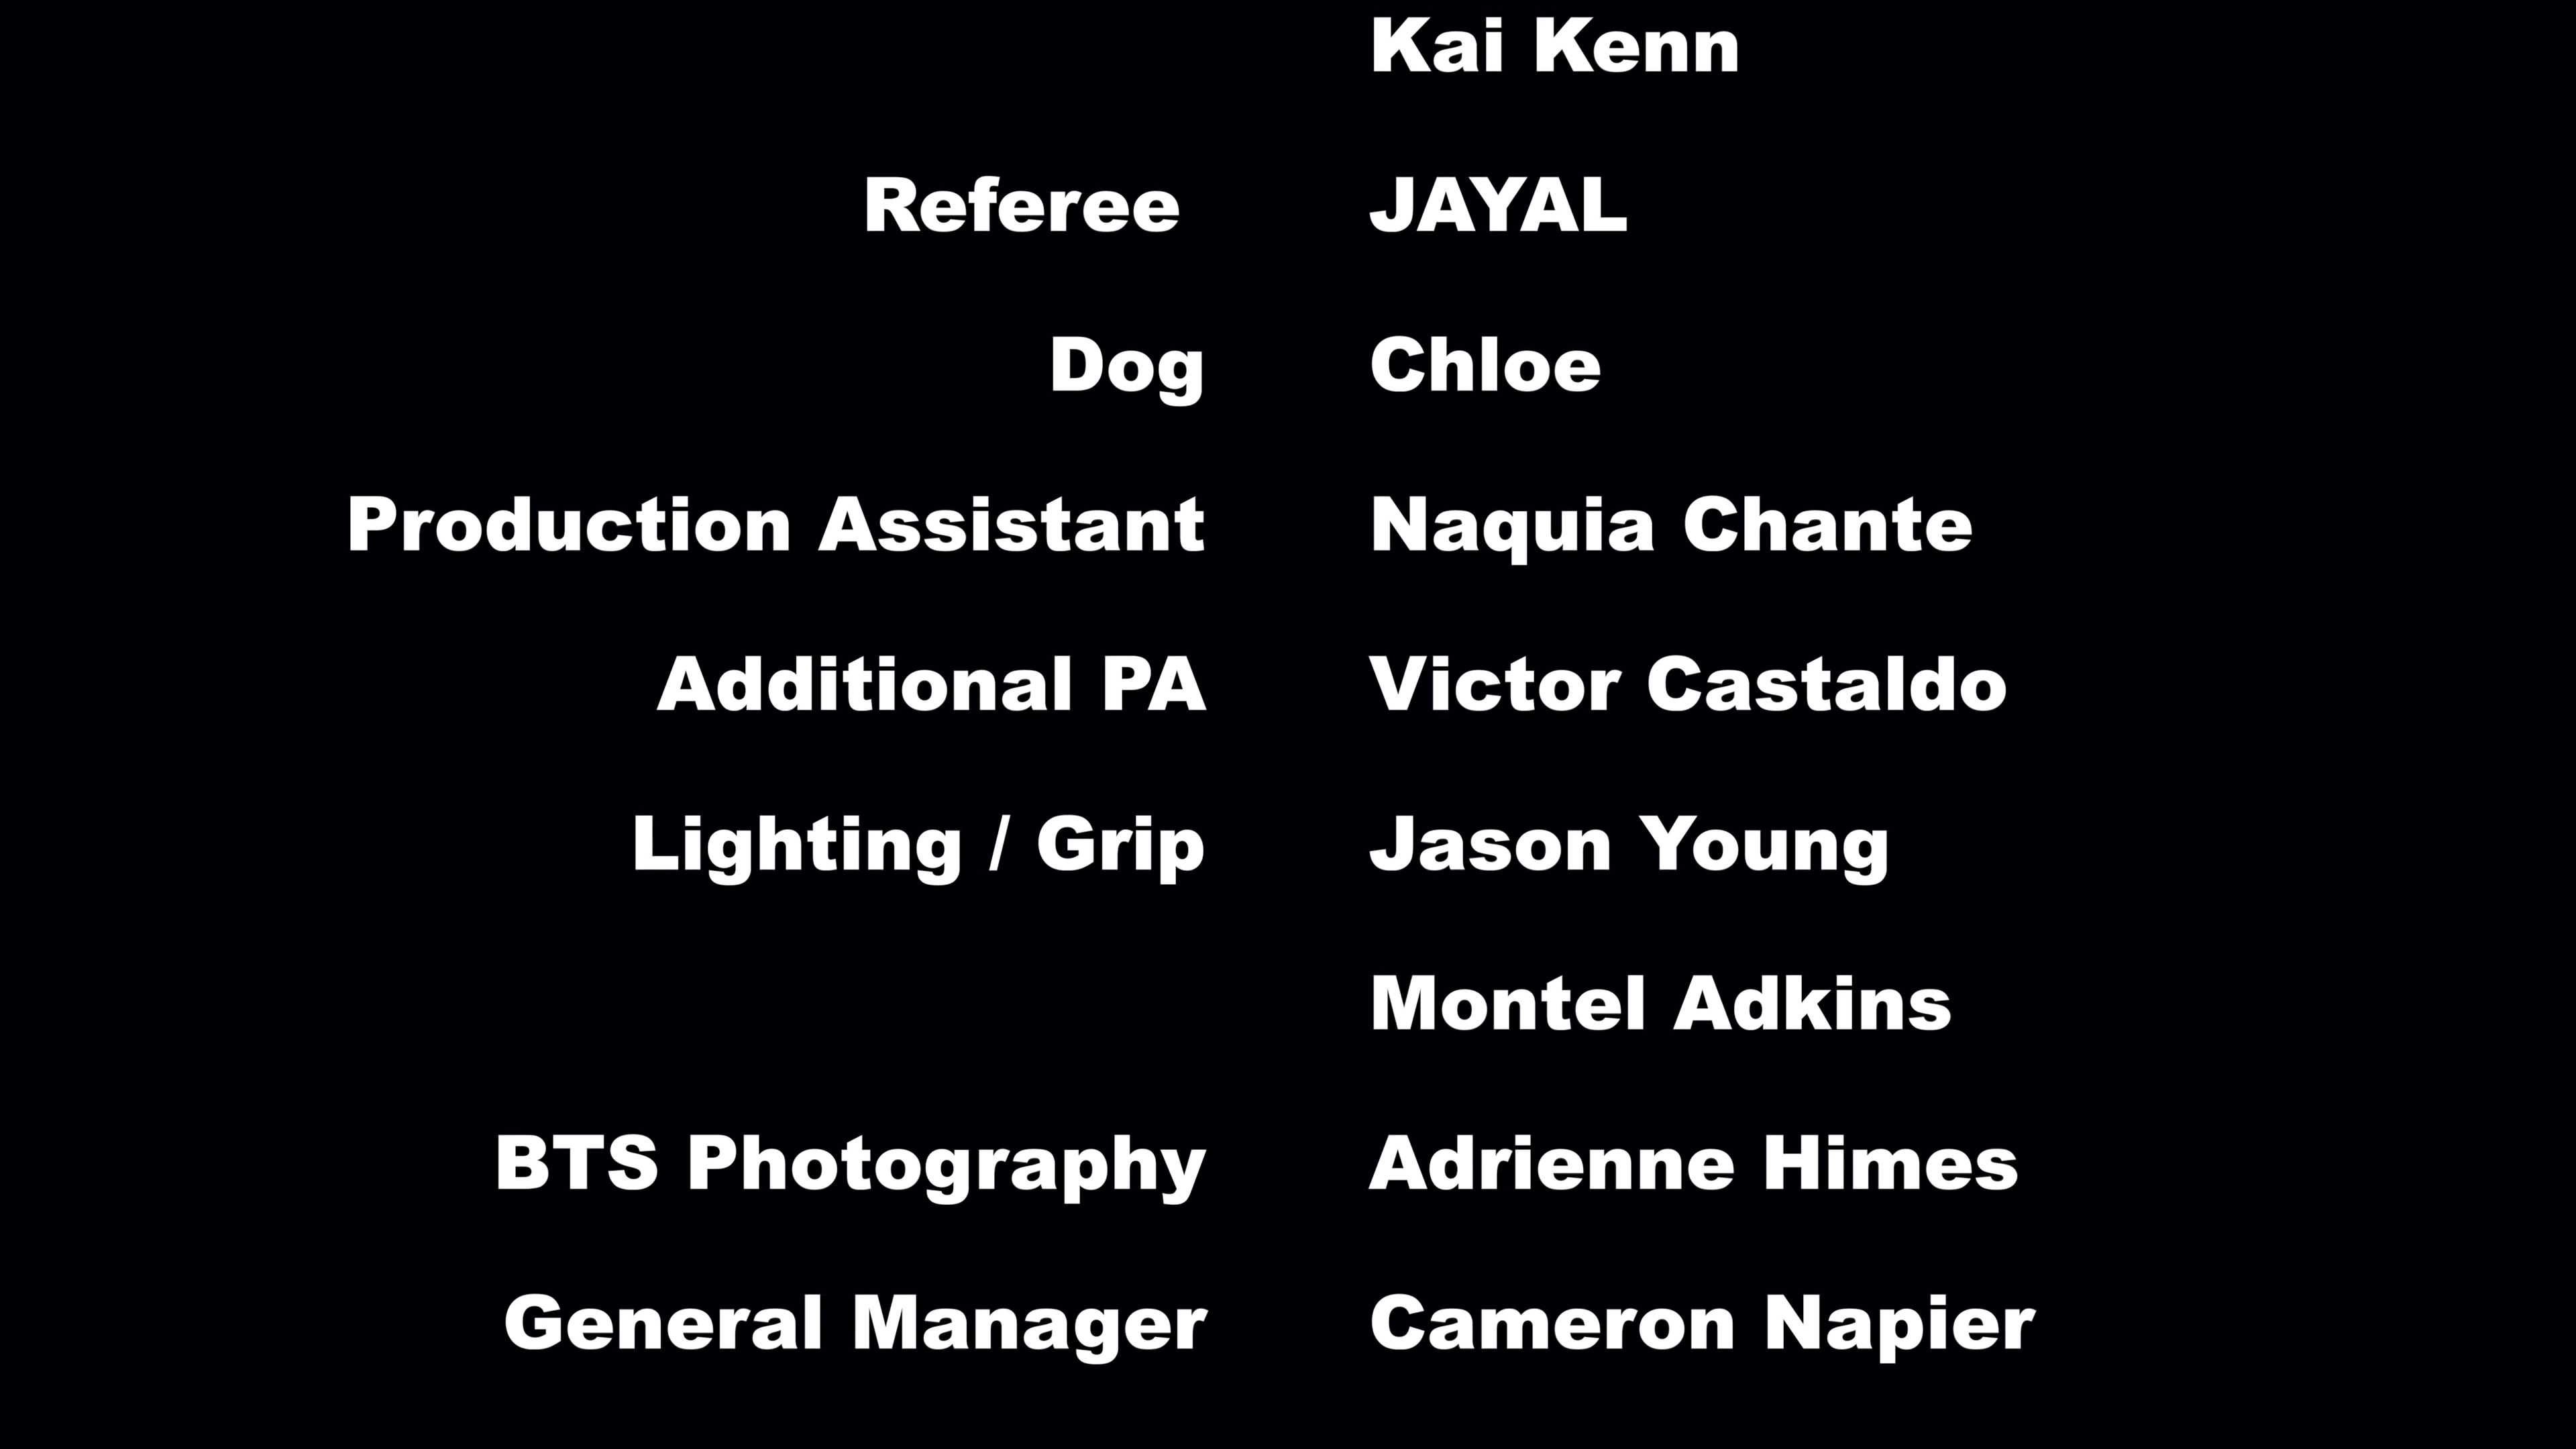 Kai Kenn
Referee JAYAL
Dog Chloe
Production Assistant Naquia Chante
Additional PA Victor Castaldo
Lighting / Grip Jason Young
Montel Adkins
BTS Photography Adrienne Himes
General Manager Cameron Napier